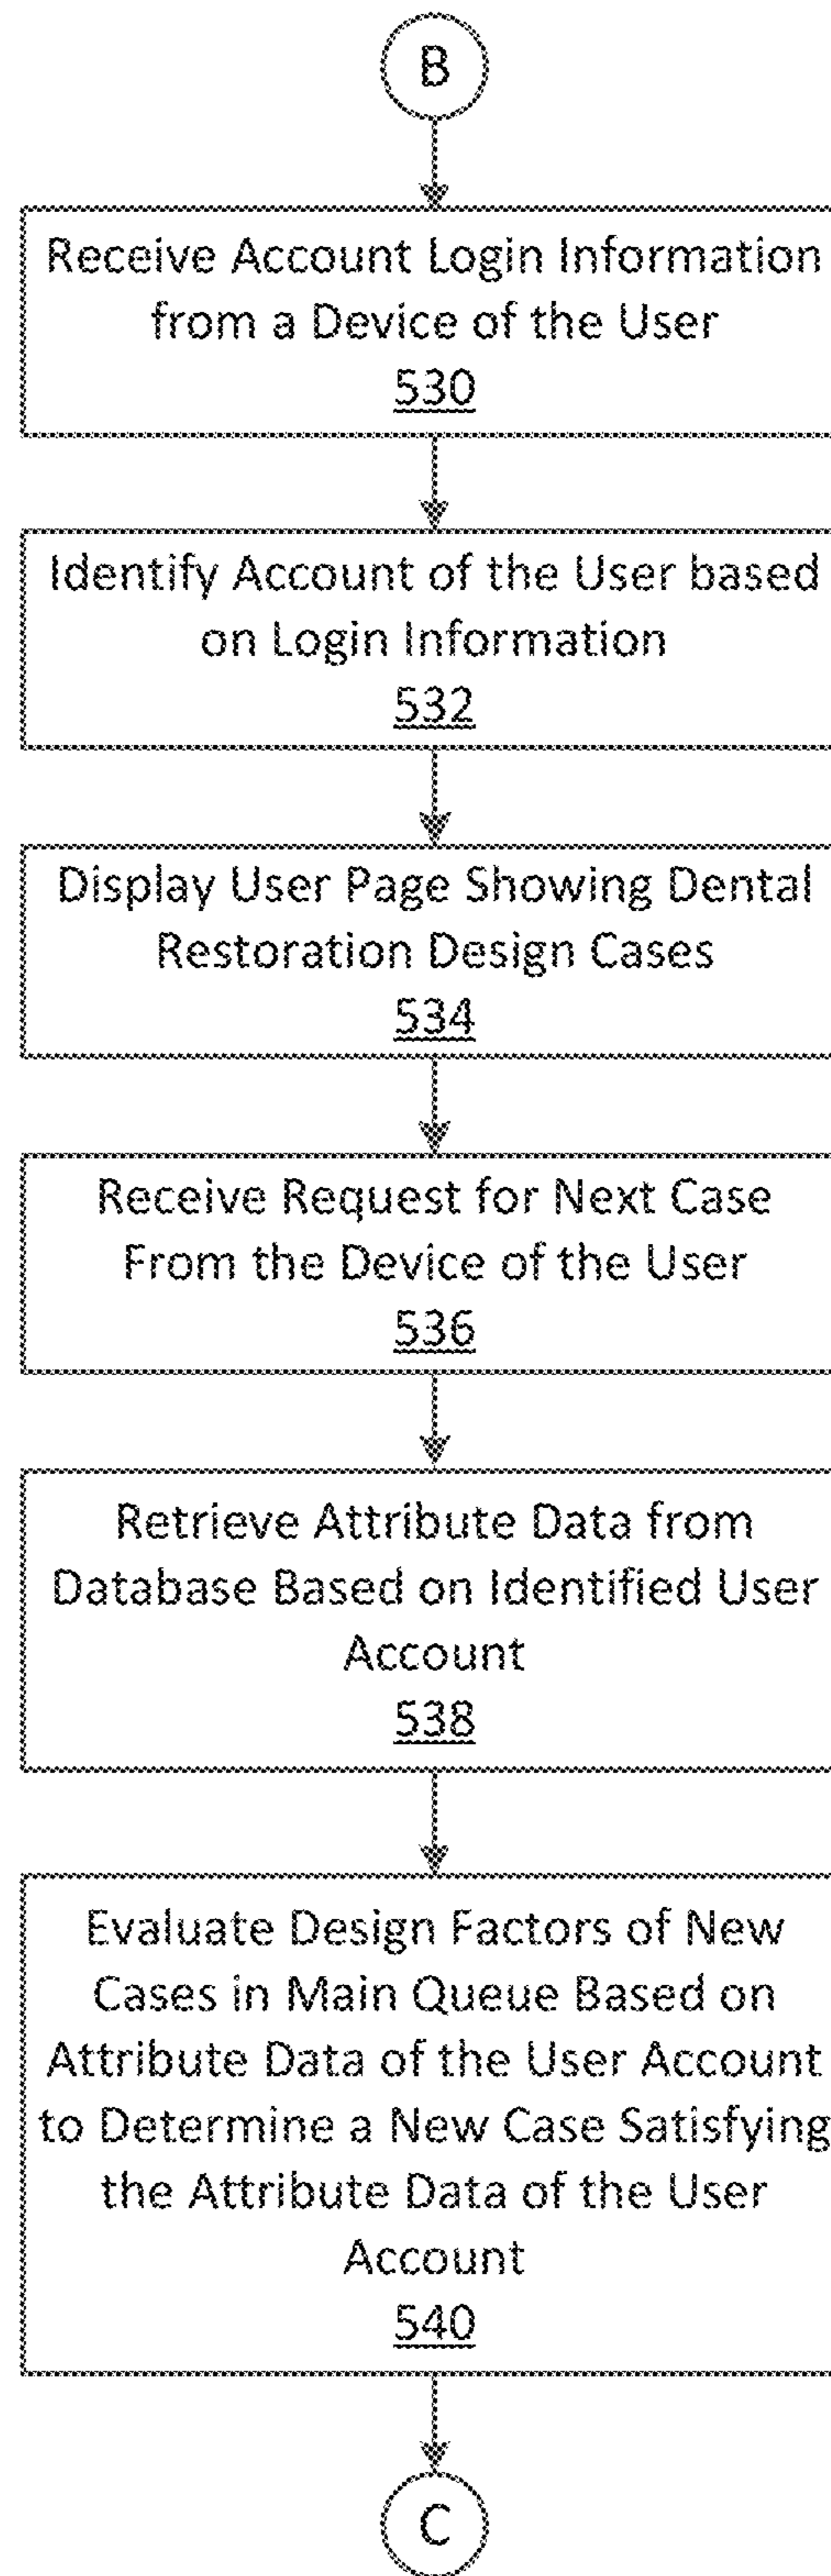 B
Receive Account Login Information
from a Device of the User
530
Identify Account of the User based
on Login Information
532
Display User Page Showing Dental
Restoration Design Cases
534
Receive Request for Next Case
From the Device of the User
536
Retrieve Attribute Data from
Database Based on Identified User
Account
538
Evaluate Design Factors of New
Cases in Main Queue Based on
Attribute Data of the User Account
to Determine a New Case Satisfying
the Attribute Data of the User
Account
540
C